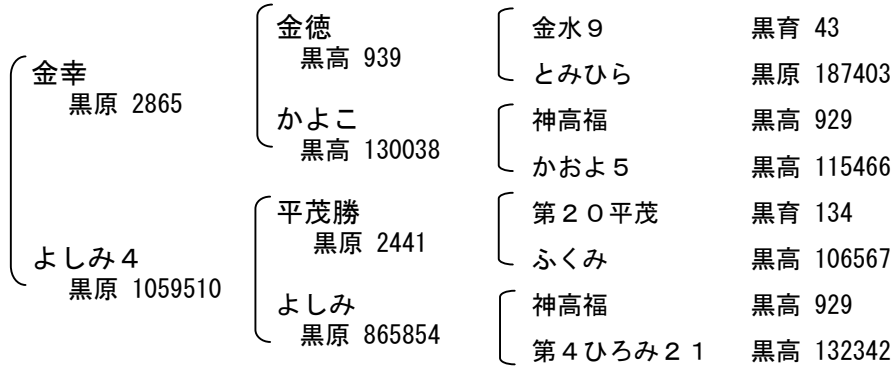 金幸
黒原 2865
よしみ４
黒原 1059510
金徳
黒高 939
かよこ
黒高 130038
平茂勝
黒原 2441
よしみ
黒原 865854
金水９ 黒育 43
とみひら 黒原 187403
神高福 黒高 929
かおよ５ 黒高 115466
第２０平茂 黒育 134
ふくみ 黒高 106567
神高福 黒高 929
第４ひろみ２１ 黒高 132342